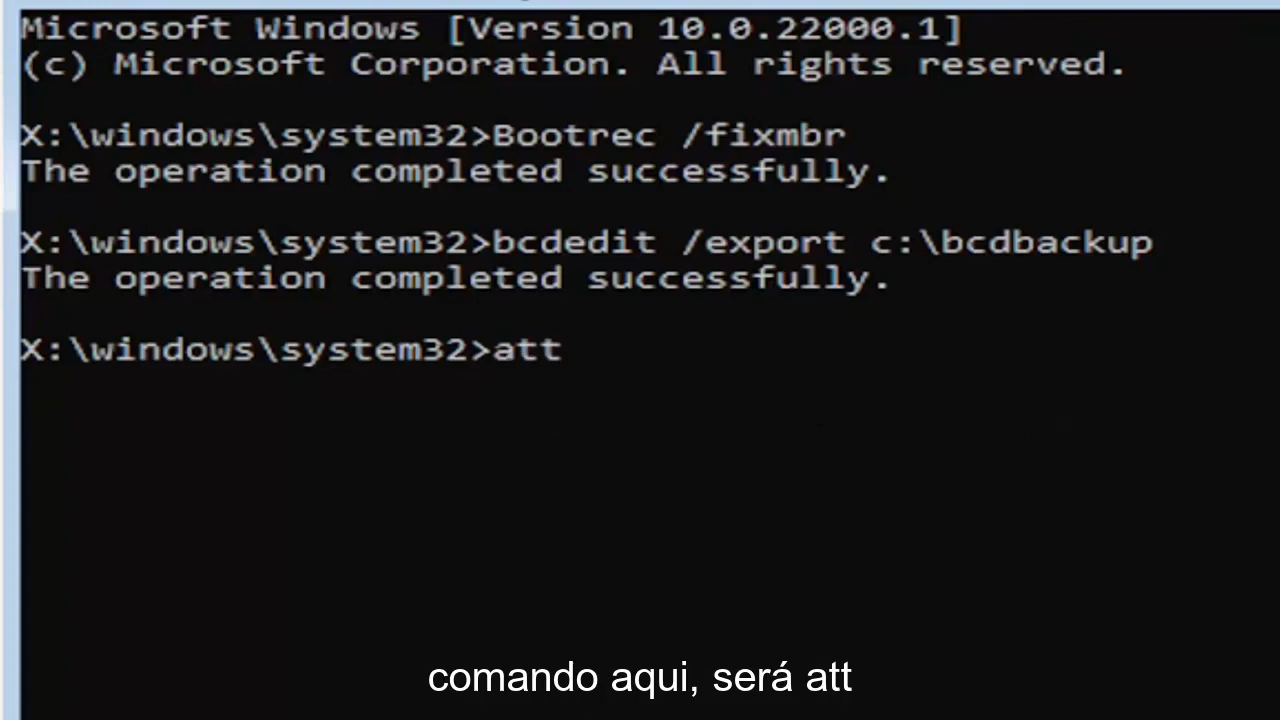 Microsoft Windows [Version 10.0.22000.1]
(c) Microsoft Corporation. All rights reserved.
X:\windows\system32>Bootrec /fixmbr
The operation completed successfully.
X:\windows\system32>bcdedit /export c:\bcdbackup
The operation completed successfully.
X:\windows\system32>att
comando aqui, será att